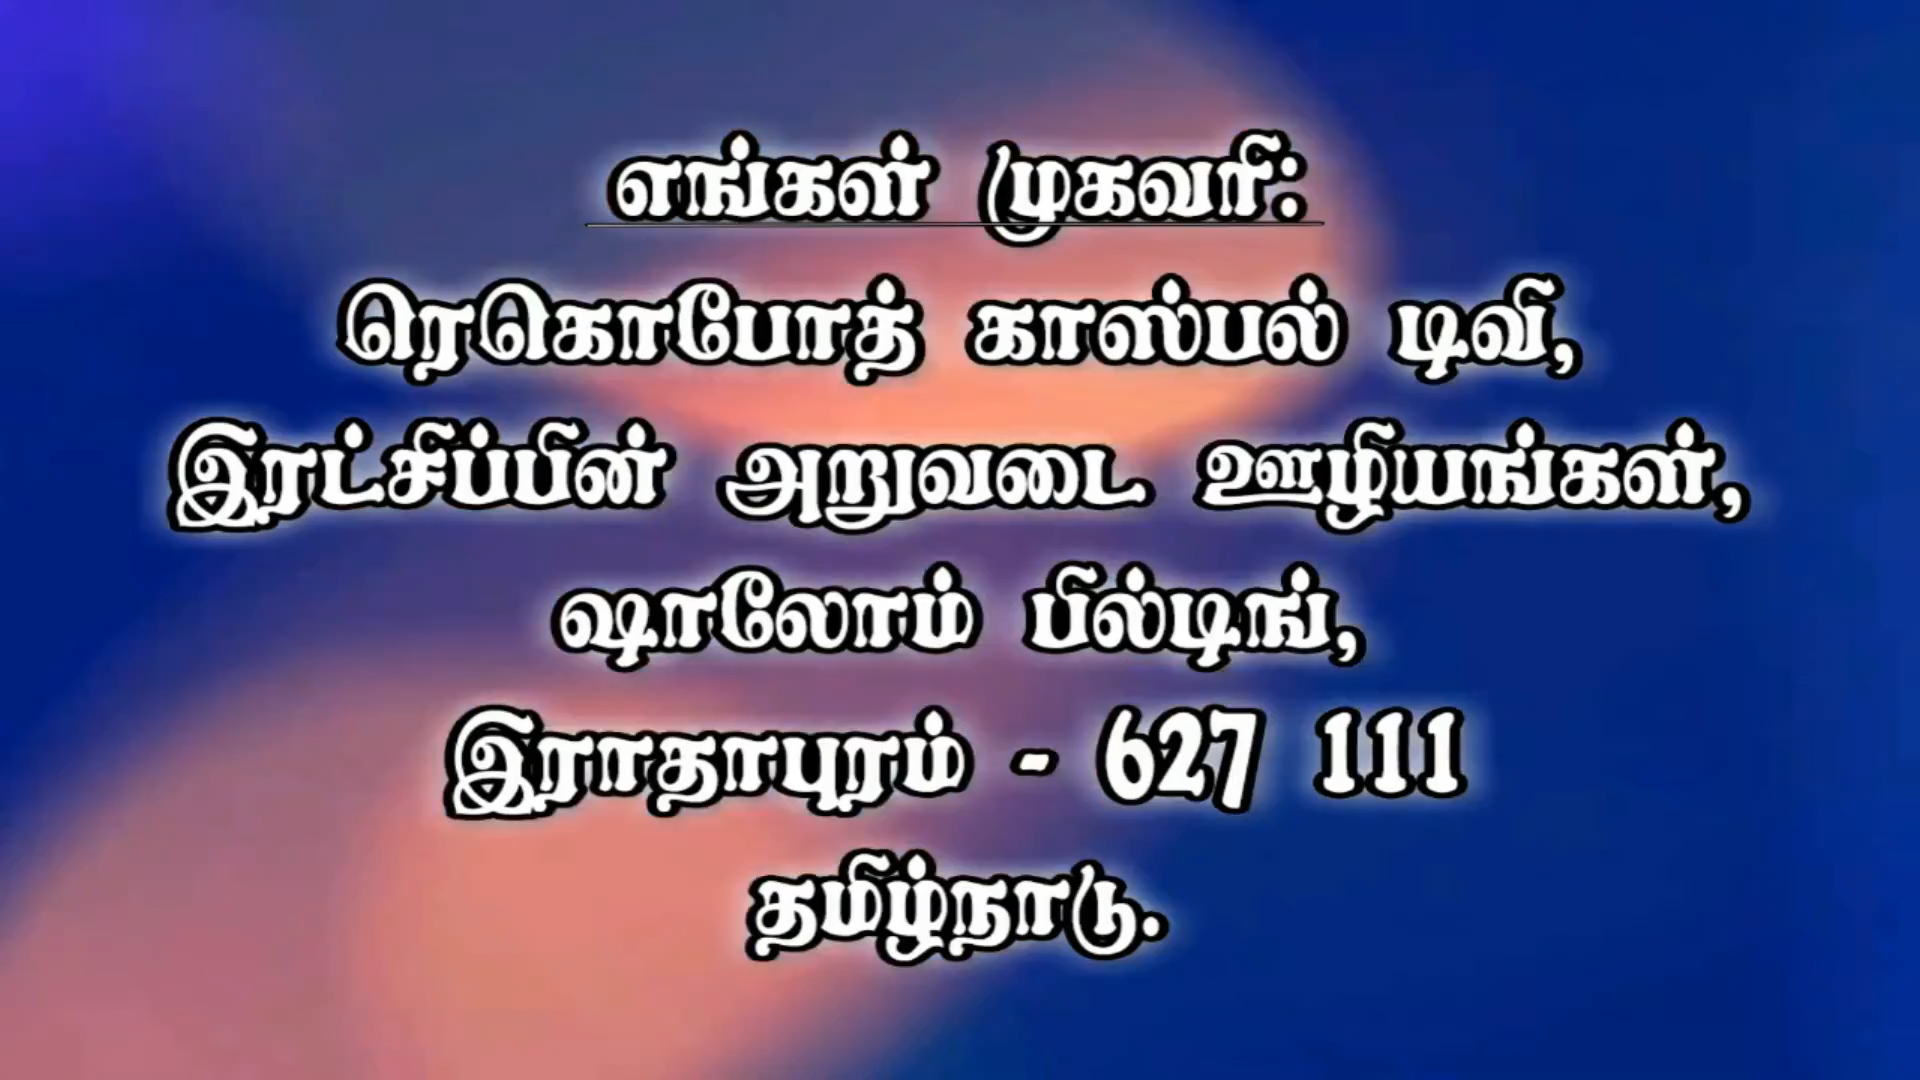 எங்கள் முகவரி:
ரெகொபோத் காஸ்பல் டிவி,
இரட்சிப்பின் அறுவடை ஊழியங்கள்,
ஷாலோம் பில்டிங்,
இராதாபுரம் - 627 111
தமிழ்நாடு.